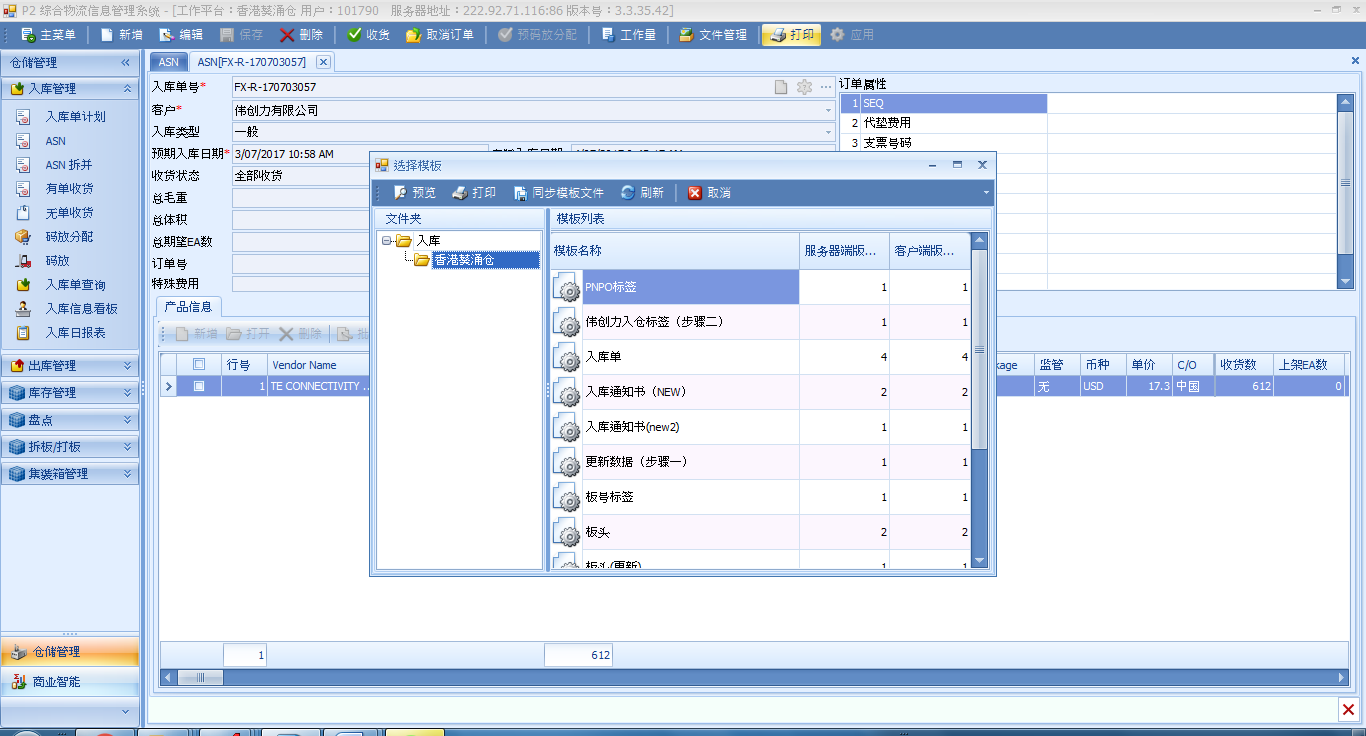 P2 综合物流信息管理系统 - [工作平台：香港葵涌仓 用户：101790 服务器地址：222.92.71.116:86 版本号：3.3.35.42]
主菜单 新增 编辑 保存 删除 收货 取消订单 预码放分配 工作量 文件管理 打印 应用
仓储管理
入库管理
入库单计划
ASN
ASN 拆并
有单收货
无单收货
码放分配
码放
入库单查询
入库信息看板
入库日报表
出库管理
库存管理
盘点
拆板/打板
集装箱管理
仓储管理
商业智能
ASN ASN[FX-R-170703057]
入库单号* FX-R-170703057
客户* 伟创力有限公司
入库类型 一般
预期入库日期* 3/07/2017 10:58 AM
收货状态 全部收货
总毛重
总体积
总期望EA数
订单号
特殊费用
订单属性
1 SEQ
2 代垫费用
3 支票号码
产品信息
新增 打开 删除 批
行号 Vendor Name kage 监管 币种 单价 C/O 收货数 上架EA数
1 TE CONNECTIVITY ... 无 USD 17.3 中国 612 0
1 612
选择模板
预览 打印 同步模板文件 刷新 取消
文件夹
入库
香港葵涌仓
模板列表
模板名称 服务器端版... 客户端版...
PNPO标签 1 1
伟创力入仓标签（步骤二） 1 1
入库单 4 4
入库通知书（NEW） 2 2
入库通知书(new2) 1 1
更新数据（步骤一） 1 1
板号标签 1 1
板头 2 2
板头(更新) 1 1